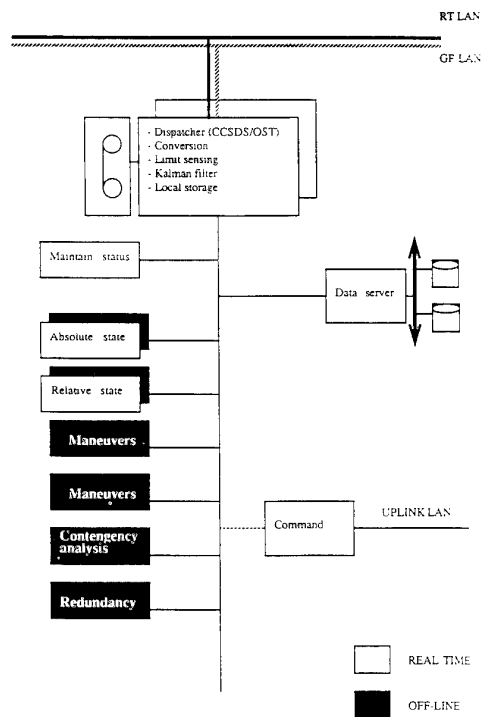 RT LAN
GP LAN
- Dispatcher (CCSDS/OST)
- Conversion
- Limit sensing
- Kalman filter
- Local storage
Maintain status
Data server
Absolute state
Relative state
Maneuvers
Maneuvers
Contengency
analysis
Redundancy
Command
UPLINK LAN
REAL TIME
OFF-LINE